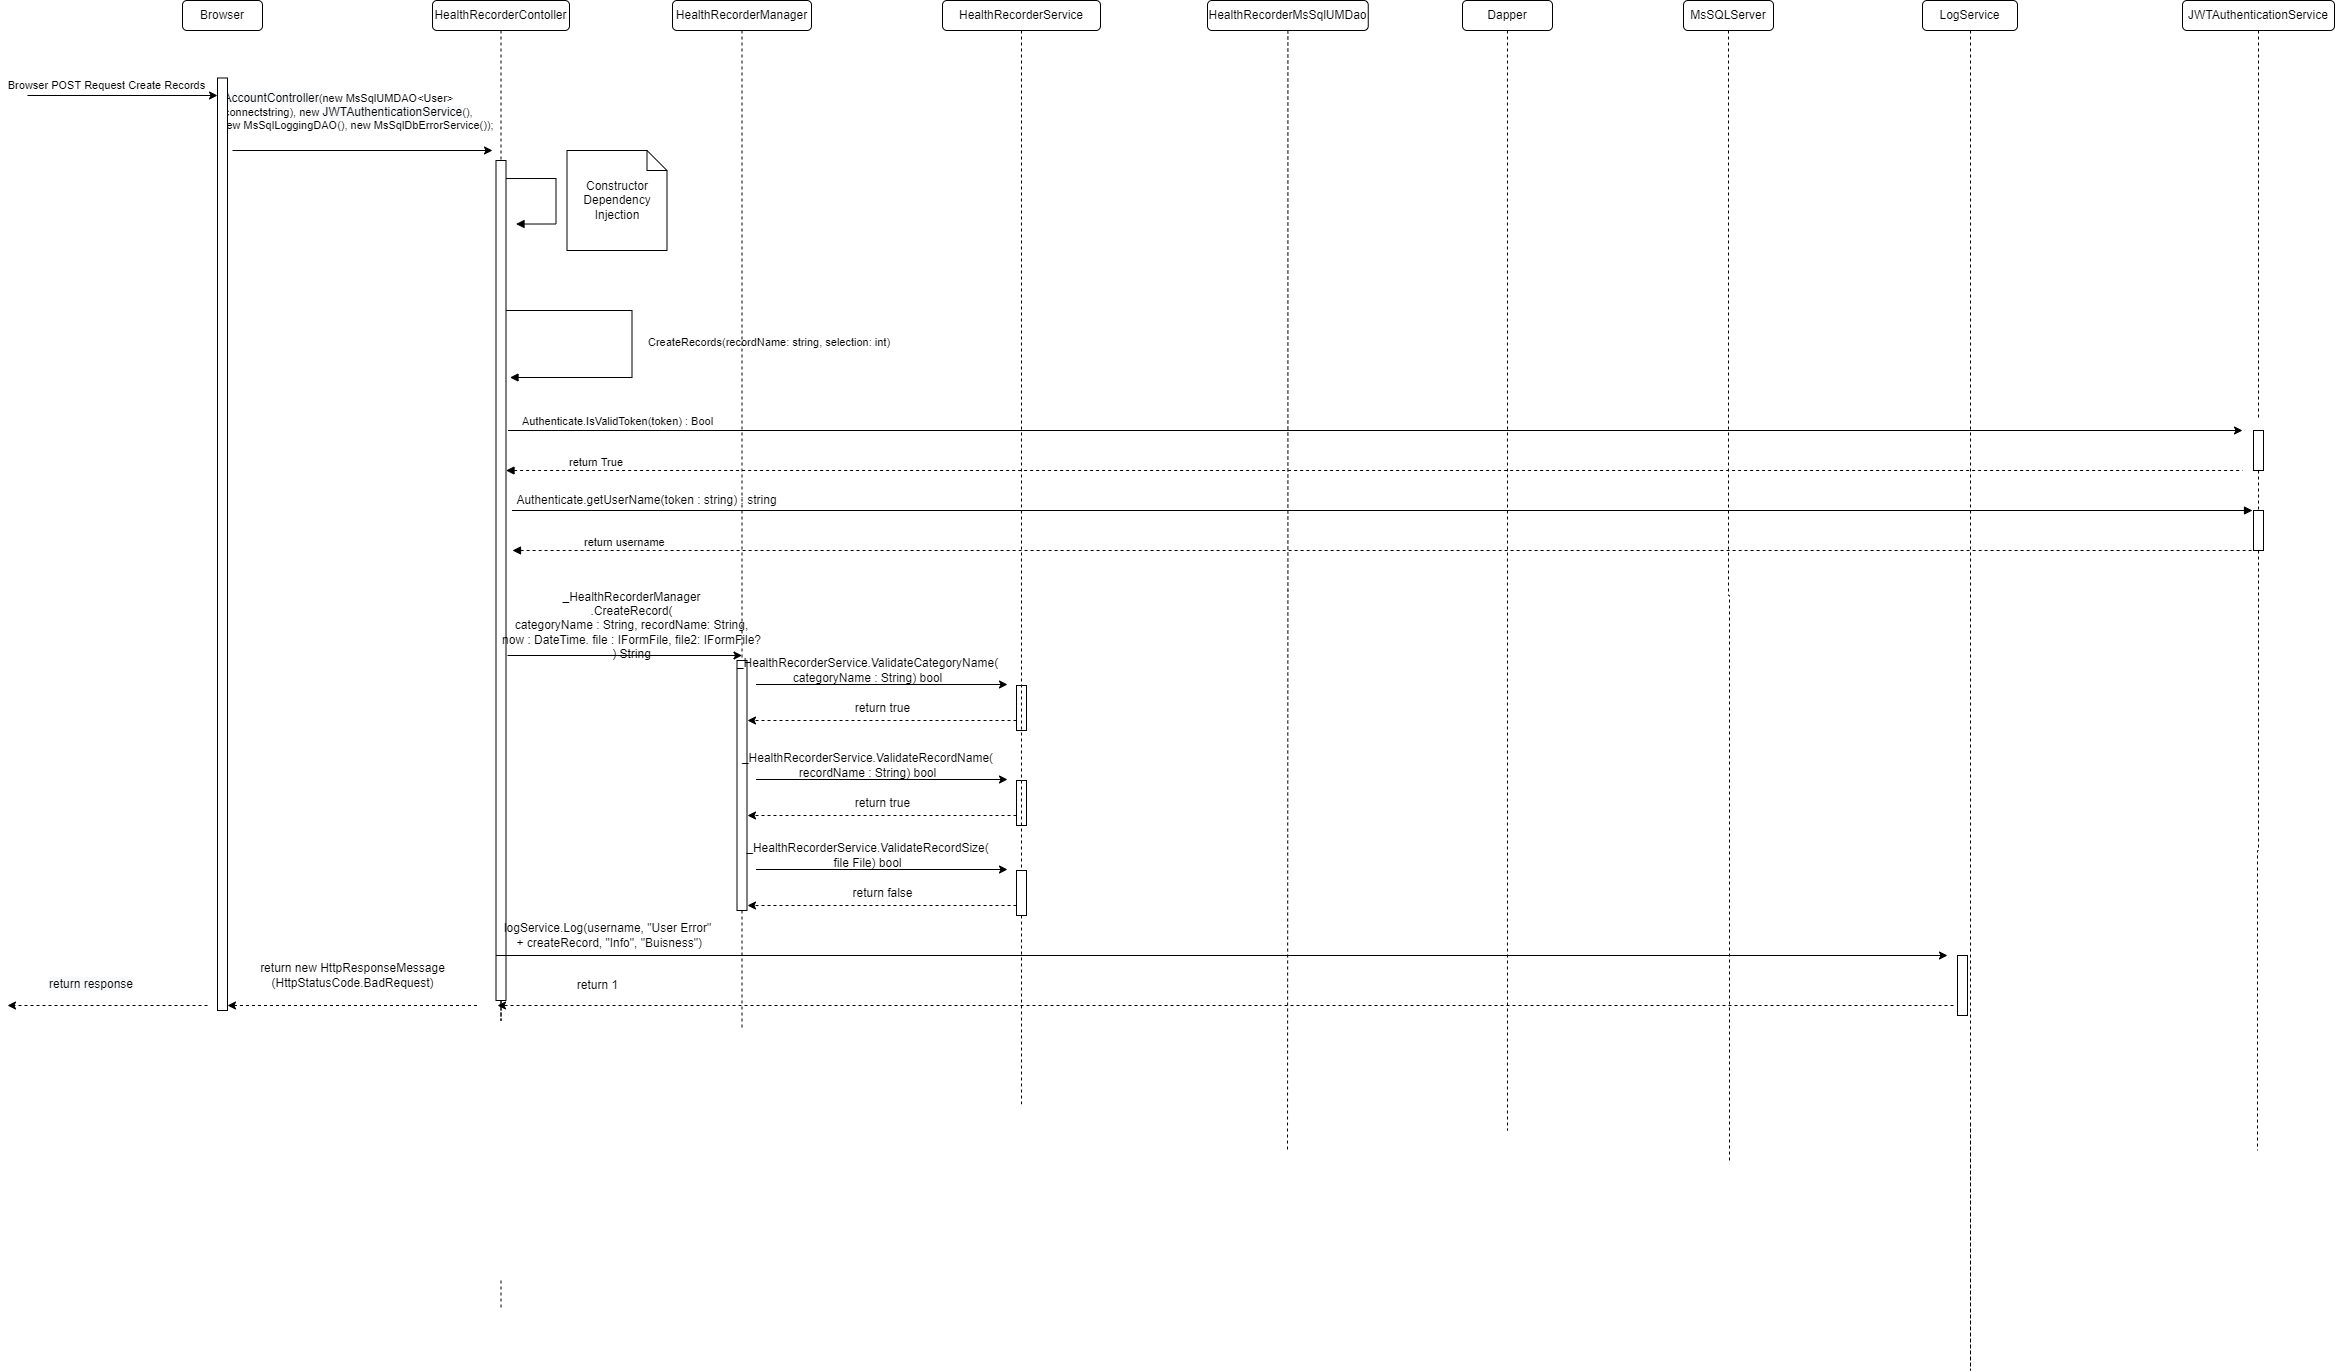 Browser
HealthRecorderContoller
HealthRecorderManager
HealthRecorderService
HealthRecorderMsSqlUMDao
Dapper
MsSQLServer
LogService
JWTAuthenticationService
Browser POST Request Create Records
AccountController(new MsSqlUMDAO<User>
connectstring), new JWTAuthenticationService(),
new MsSqlLoggingDAO(), new MsSqlDbErrorService());
Constructor
Dependency
Injection
CreateRecords(recordName: string, selection: int)
Authenticate.IsValidToken(token) : Bool
return True
Authenticate.getUserName(token : string) : string
return username
_HealthRecorderManager
.CreateRecord(
categoryName : String, recordName: String,
now : DateTime. file : IFormFile, file2: IFormFile?
) String
_HealthRecorderService.ValidateCategoryName(
categoryName : String) bool
return true
_HealthRecorderService.ValidateRecordName(
recordName : String) bool
return true
_HealthRecorderService.ValidateRecordSize(
file File) bool
return false
logService.Log(username, "User Error"
+ createRecord, "Info", "Buisness")
return new HttpResponseMessage
(HttpStatusCode.BadRequest)
return response
return 1